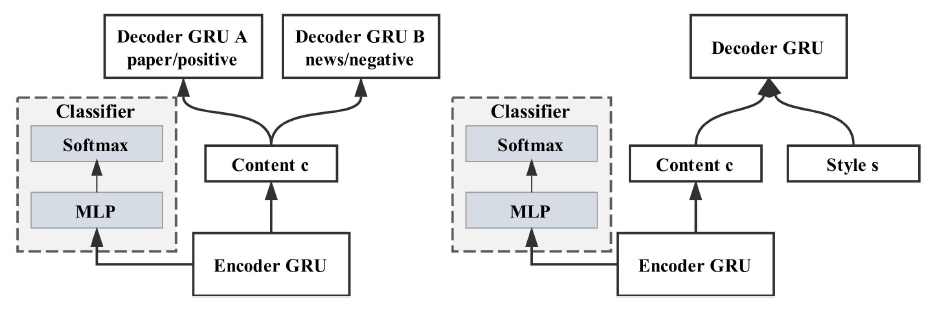 Decoder GRU A
paper/positive
Decoder GRU B
news/negative
Classifier
Softmax
MLP
Content c
Encoder GRU
Decoder GRU
Classifier
Softmax
MLP
Content c
Style s
Encoder GRU